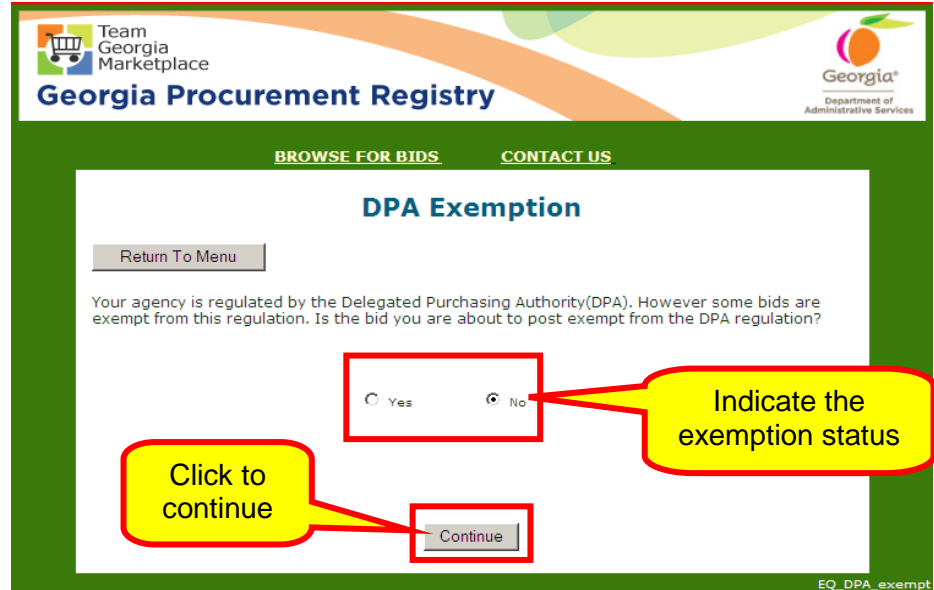 Team
Georgia
Marketplace
Georgia Procurement Registry
Georgia®
Department of
Administrative Services
BROWSE FOR BIDS CONTACT US
DPA Exemption
Return To Menu
Your agency is regulated by the Delegated Purchasing Authority(DPA). However some bids are
exempt from this regulation. Is the bid you are about to post exempt from the DPA regulation?
Yes No
Indicate the
exemption status
Click to
continue
Continue
EQ_DPA_exempt